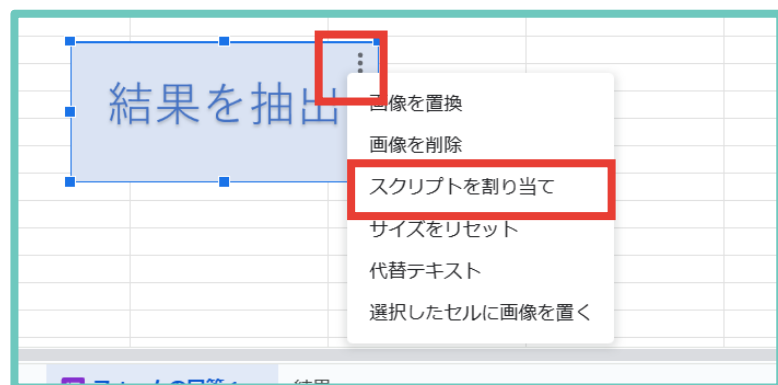 結果を抽出
画像を置換
画像を削除
スクリプトを割り当て
サイズをリセット
代替テキスト
選択したセルに画像を置く